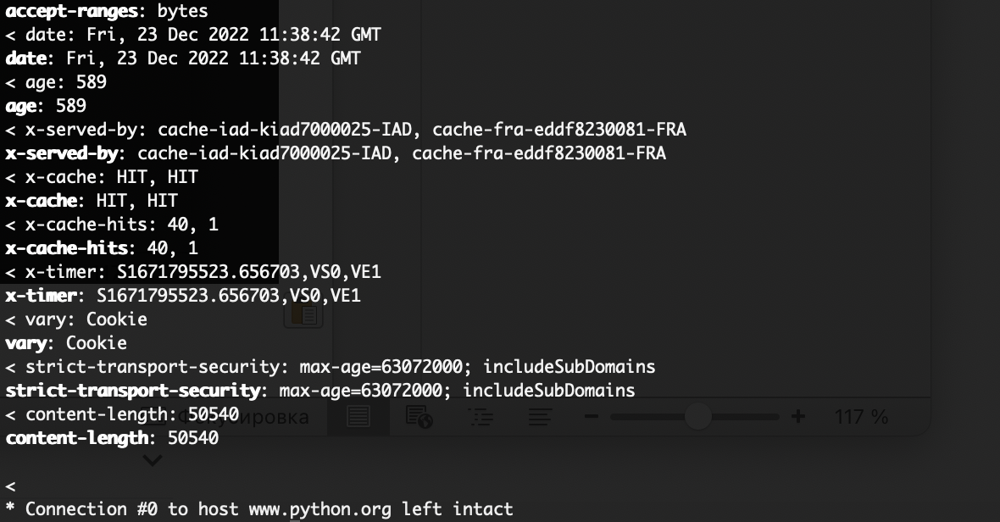 accept-ranges: bytes
< date: Fri, 23 Dec 2022 11:38:42 GMT
date: Fri, 23 Dec 2022 11:38:42 GMT
< age: 589
age: 589
< x-served-by: cache-iad-kiad7000025-IAD, cache-fra-eddf8230081-FRA
x-served-by: cache-iad-kiad7000025-IAD, cache-fra-eddf8230081-FRA
< x-cache: HIT, HIT
x-cache: HIT, HIT
< x-cache-hits: 40, 1
x-cache-hits: 40, 1
< x-timer: S1671795523.656703,VS0,VE1
x-timer: S1671795523.656703,VS0,VE1
< vary: Cookie
vary: Cookie
< strict-transport-security: max-age=63072000; includeSubDomains
strict-transport-security: max-age=63072000; includeSubDomains
< content-length: 50540
Фокусировка
117 %
content-length: 50540
<
* Connection #0 to host www.python.org left intact